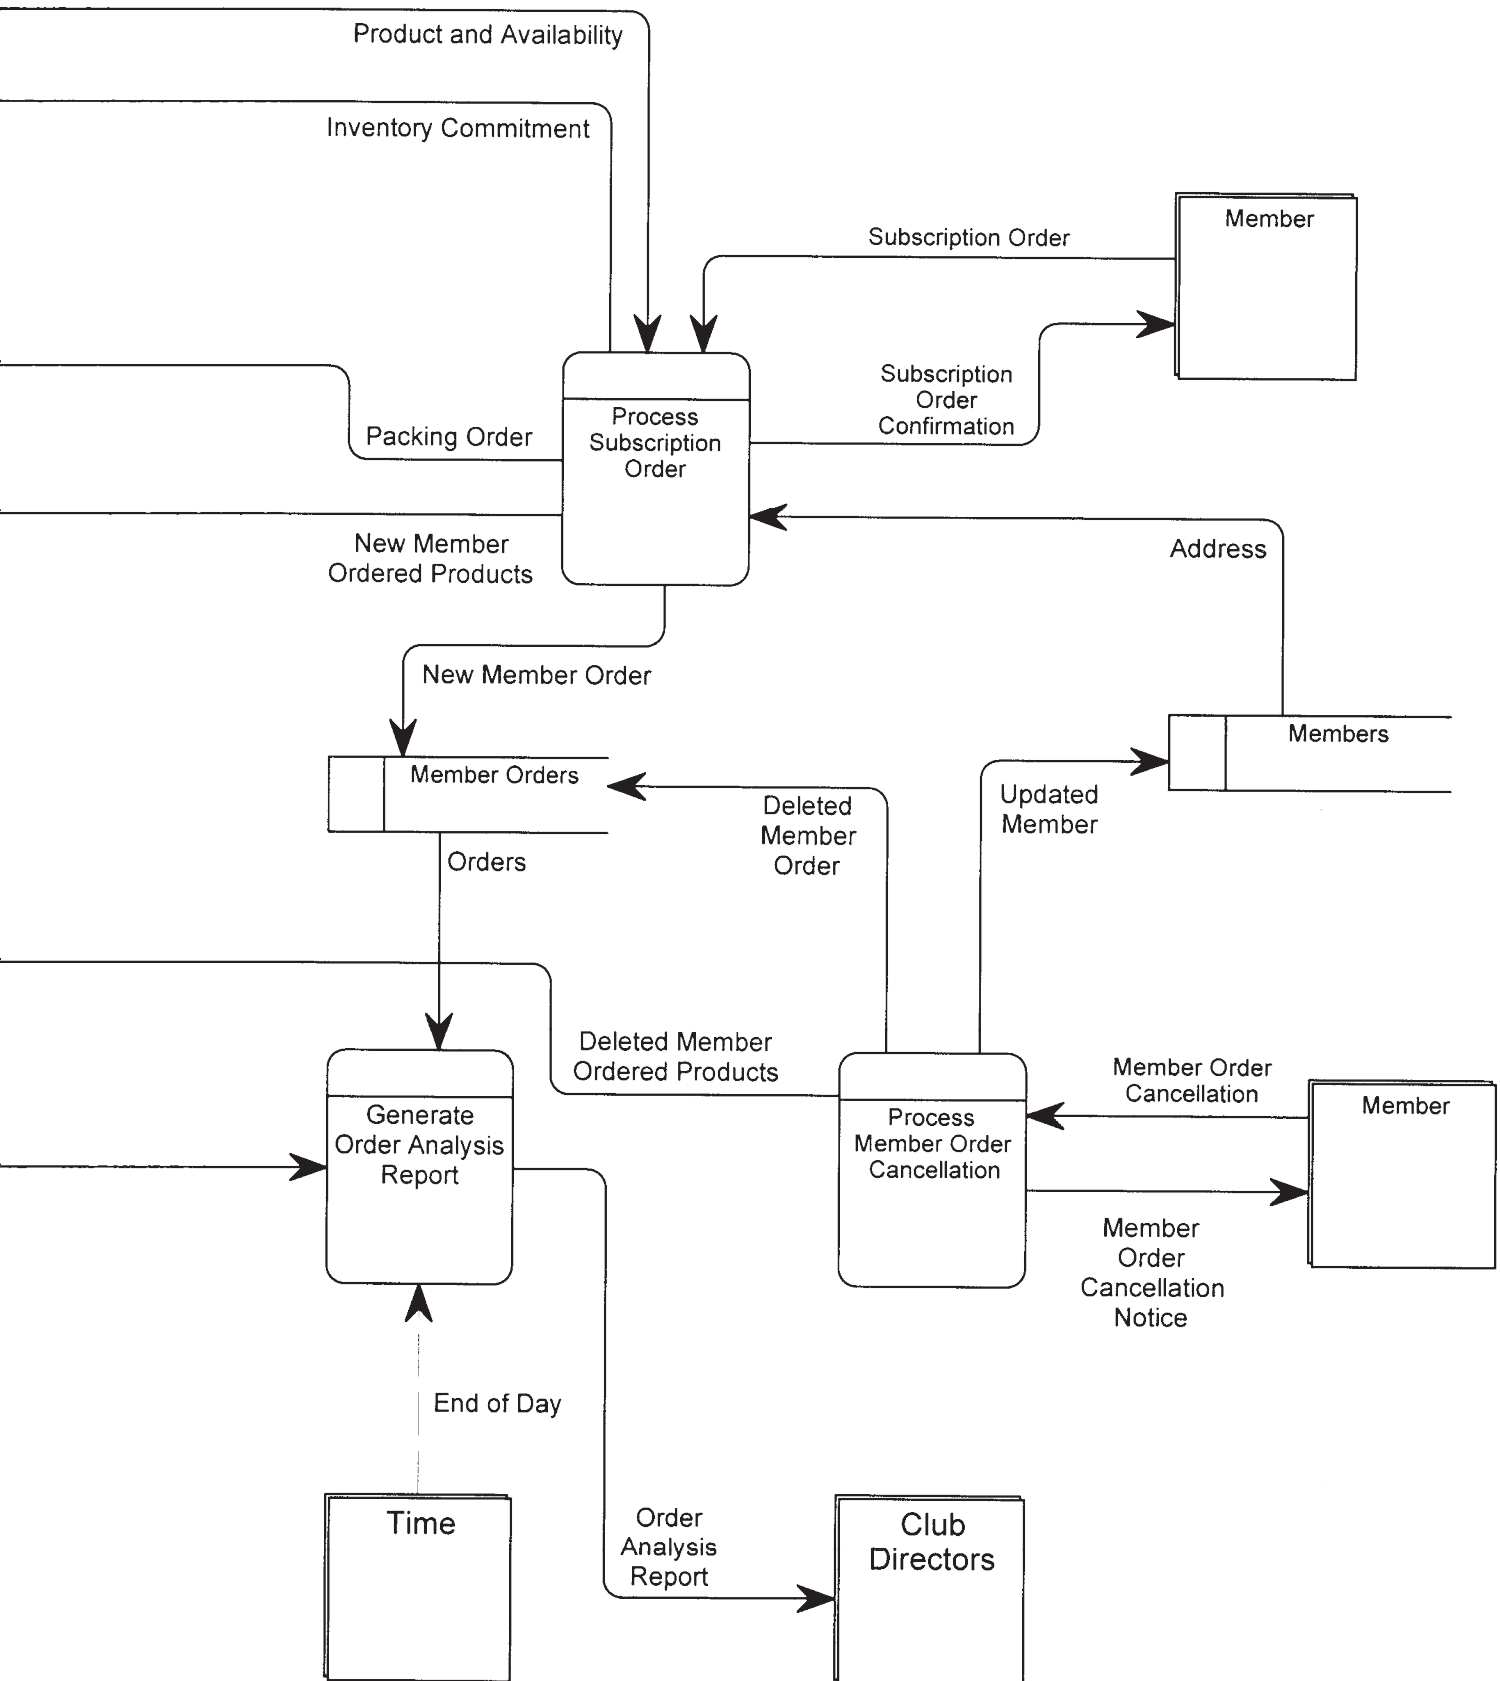 Product and Availability
Inventory Commitment
Member
Subscription Order
Subscription
Order
Confirmation
Process
Subscription
Order
Packing Order
New Member
Ordered Products
Address
New Member Order
Members
Member Orders
Updated
Member
Deleted
Member
Order
Orders
Deleted Member
Ordered Products
Member Order
Cancellation
Member
Generate
Order Analysis
Report
Process
Member Order
Cancellation
Member
Order
Cancellation
Notice
End of Day
Time
Order
Analysis
Report
Club
Directors